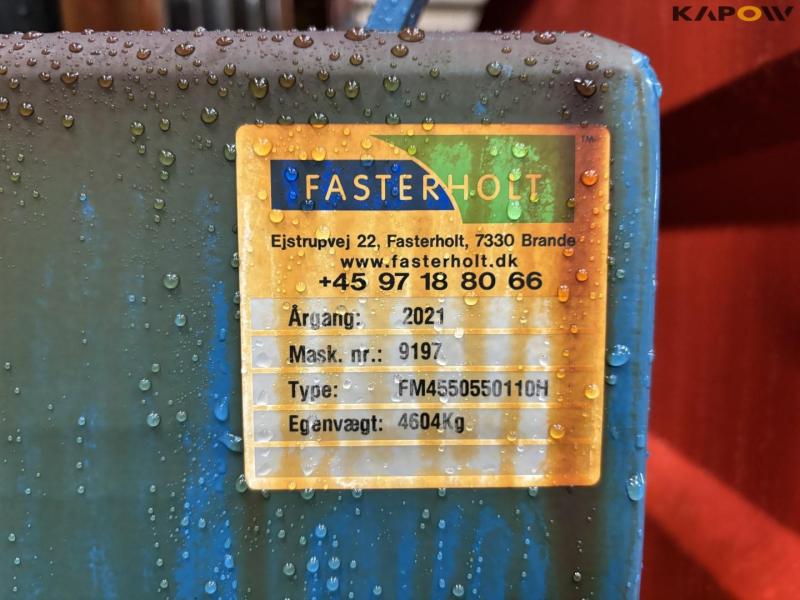 KAPOW
FASTERHOLT
TM
Ejstrupvej 22, Fasterholt, 7330 Brande
www.fasterholt.dk
+45 97 18 80 66
Årgang: 2021
Mask. nr.: 9197
Type: FM4550550110H
Egenvægt: 4604Kg